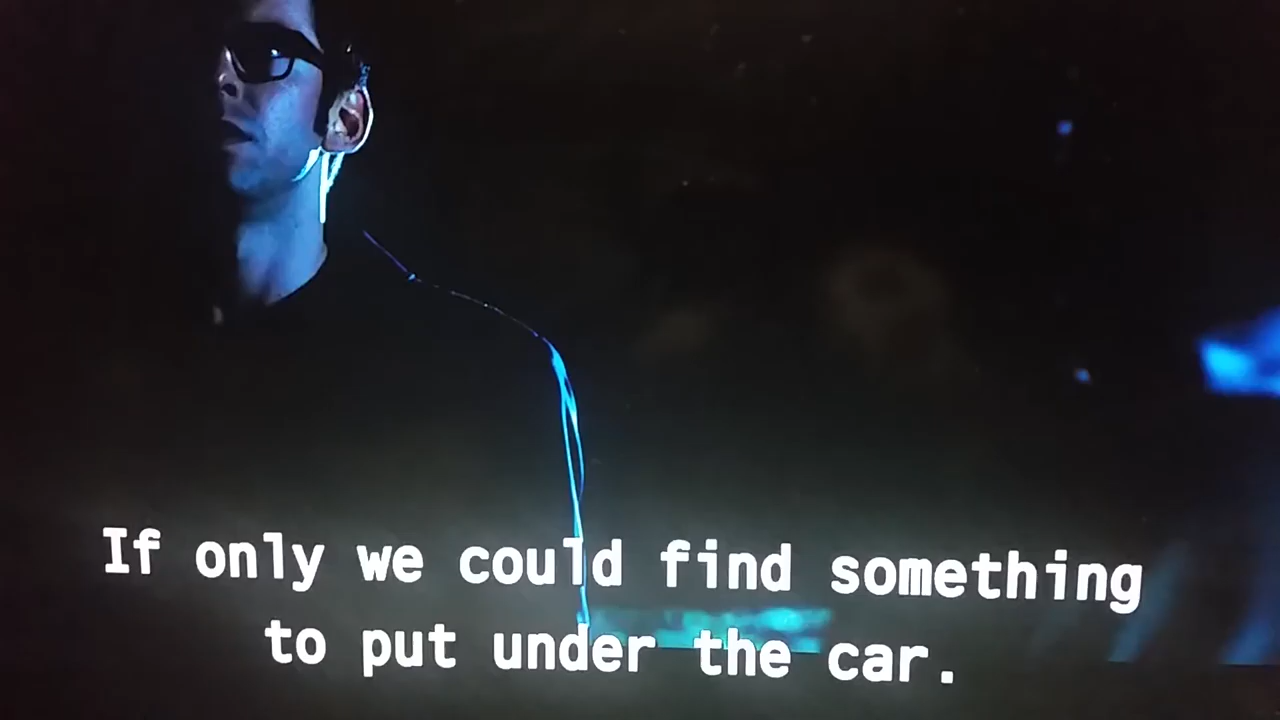 If only we could find something
to put under the car.